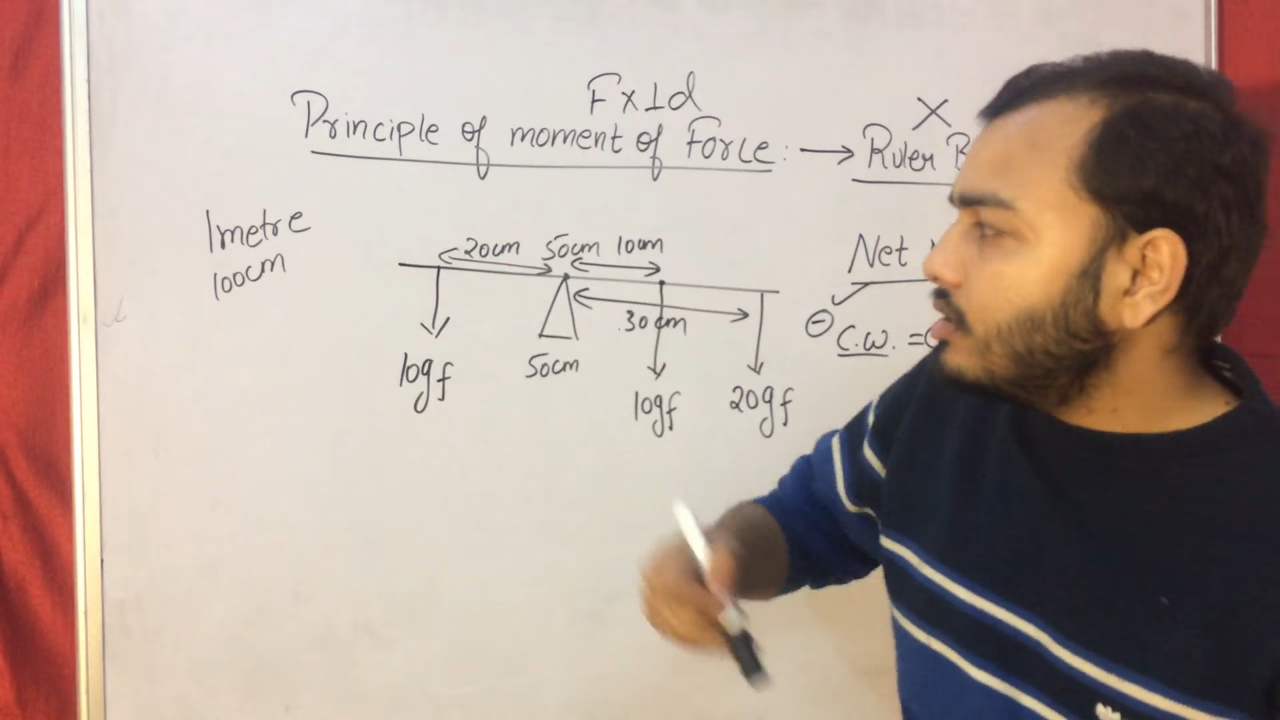 F×⊥d
Principle of moment of Force: → Ruler
×
1metre
100cm
20cm 50cm 10cm
30cm
Net
⊖
C.W. =
10gf
50cm
10gf
20gf